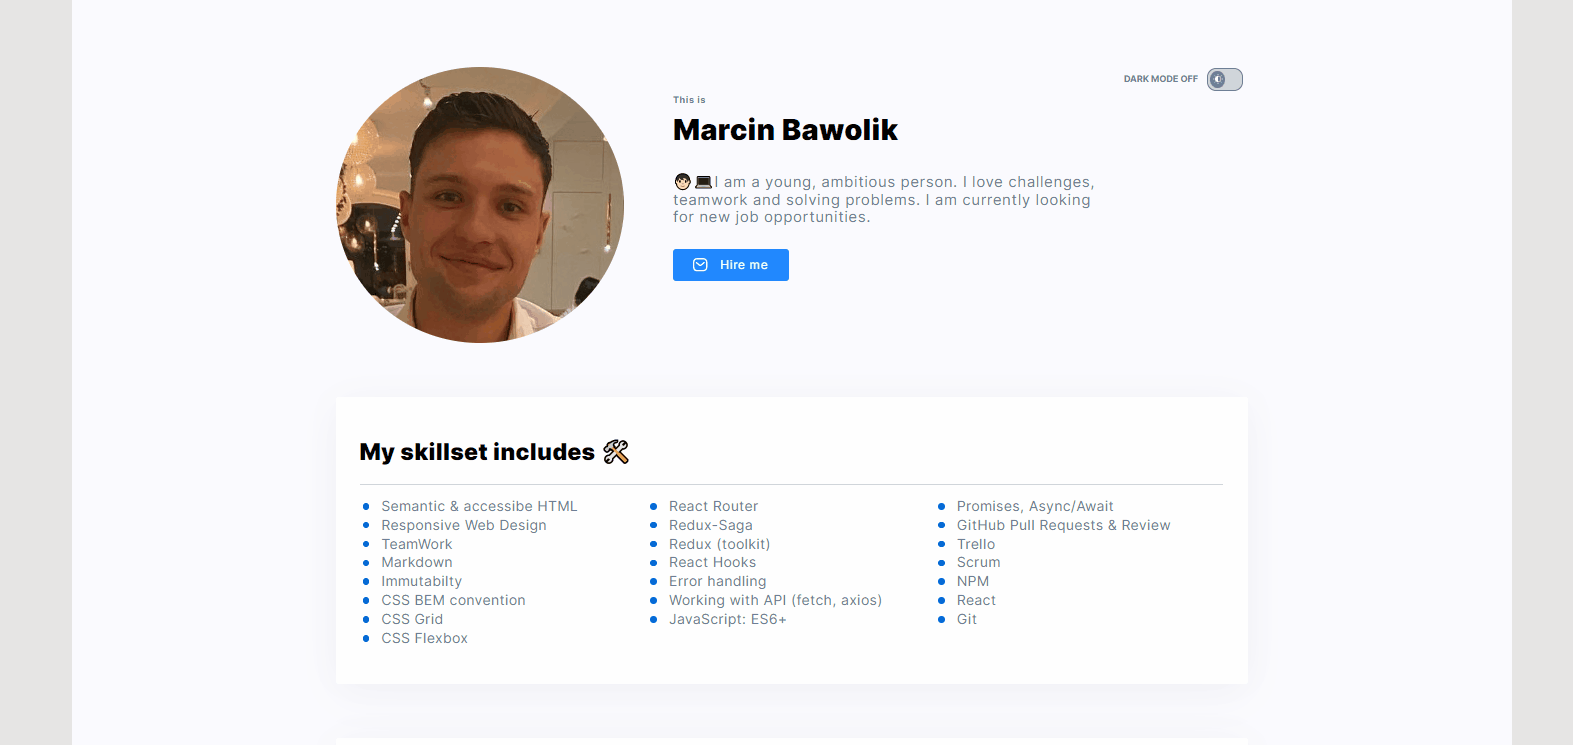 DARK MODE OFF
This is
Marcin Bawolik
I am a young, ambitious person. I love challenges,
teamwork and solving problems. I am currently looking
for new job opportunities.
Hire me
My skillset includes
Semantic & accessibe HTML
Responsive Web Design
TeamWork
Markdown
Immutabilty
CSS BEM convention
CSS Grid
CSS Flexbox
React Router
Redux-Saga
Redux (toolkit)
React Hooks
Error handling
Working with API (fetch, axios)
JavaScript: ES6+
Promises, Async/Await
GitHub Pull Requests & Review
Trello
Scrum
NPM
React
Git